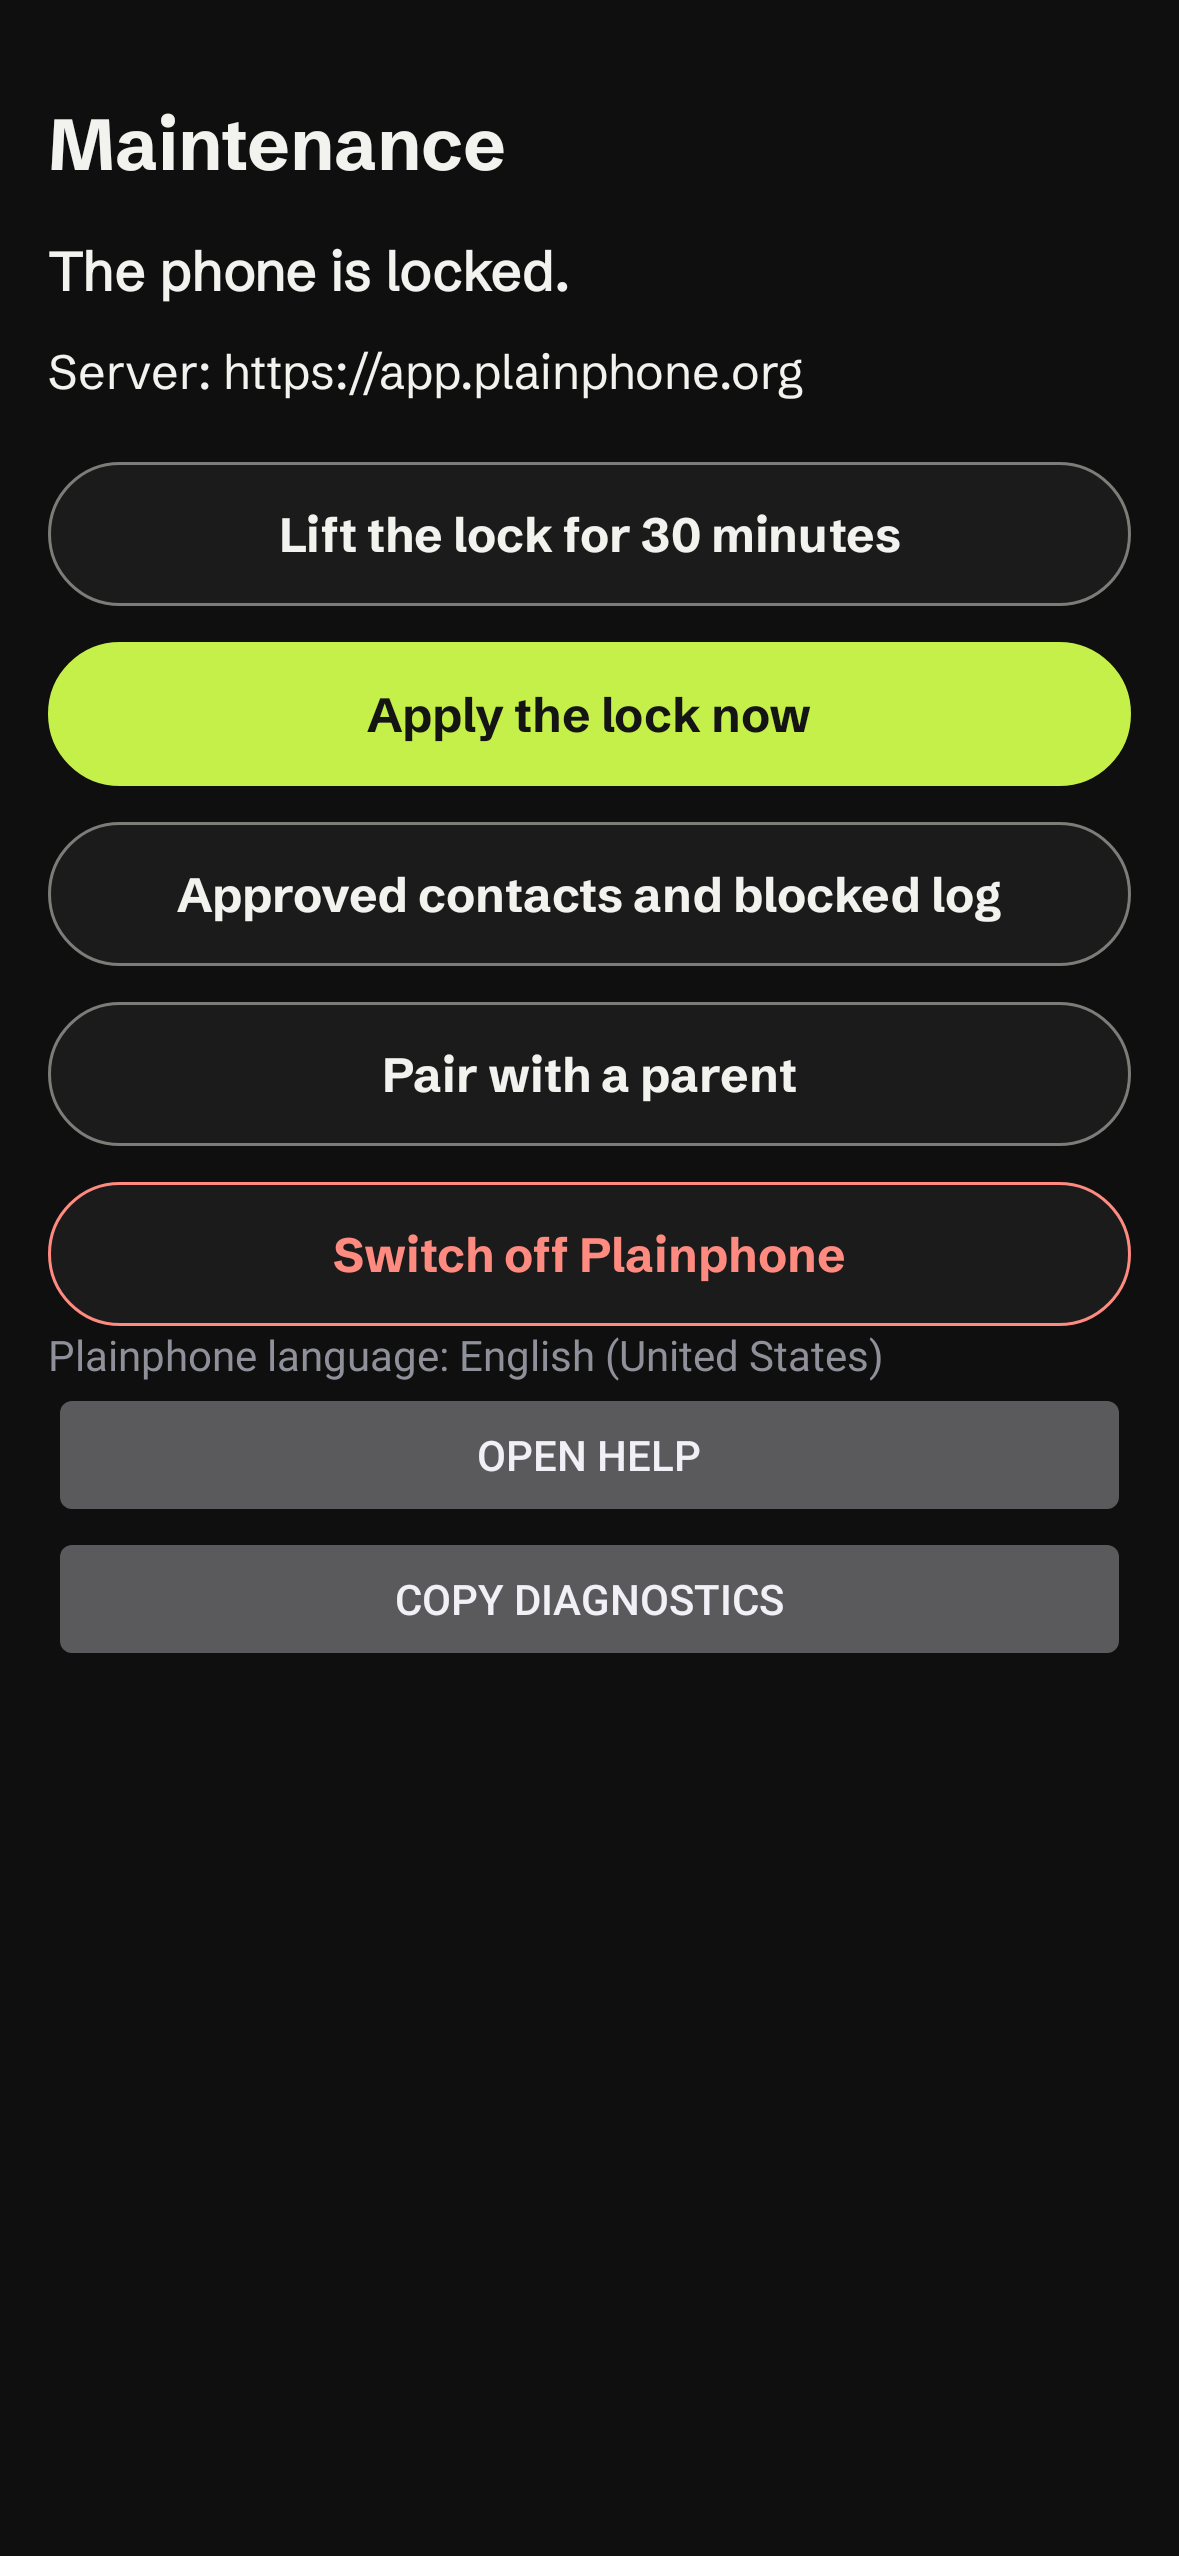 Maintenance
The phone is locked.
Server: https://app.plainphone.org
Lift the lock for 30 minutes
Apply the lock now
Approved contacts and blocked log
Pair with a parent
Switch off Plainphone
Plainphone language: English (United States)
OPEN HELP
COPY DIAGNOSTICS